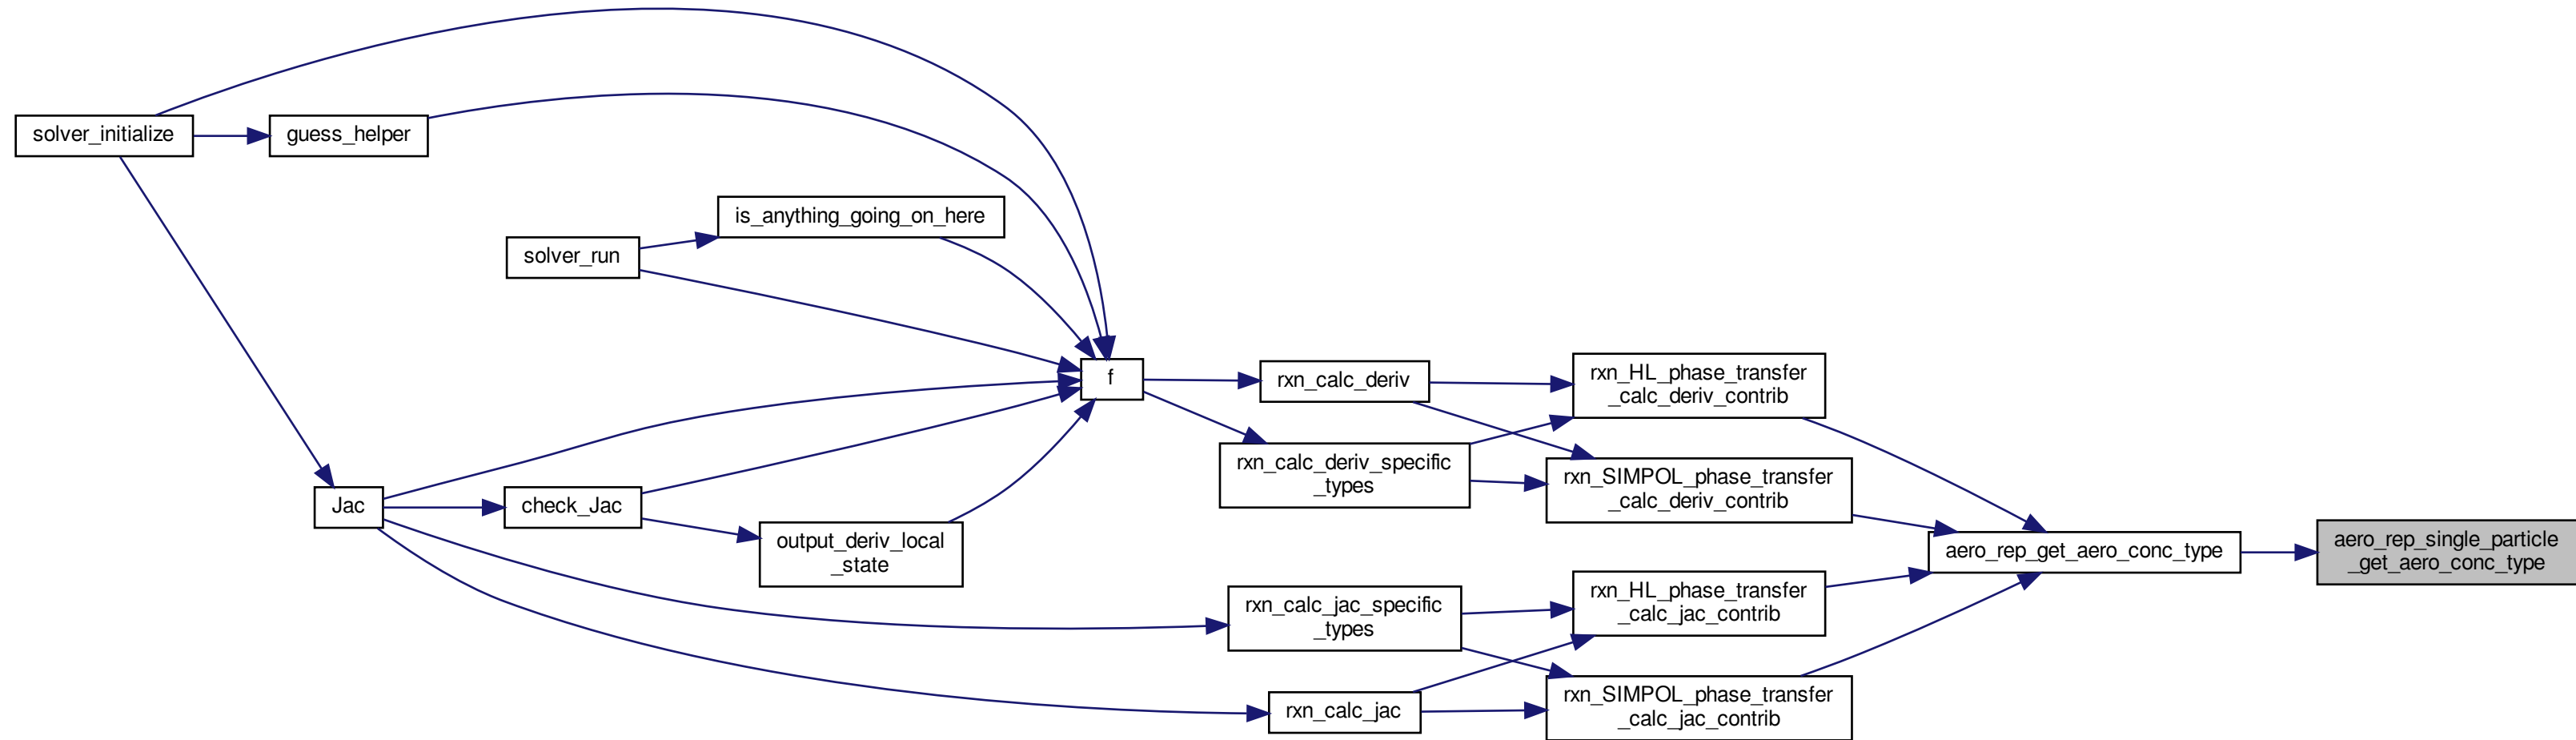 solver_initialize
guess_helper
is_anything_going_on_here
solver_run
f
rxn_calc_deriv
rxn_HL_phase_transfer
_calc_deriv_contrib
rxn_calc_deriv_specific
_types
rxn_SIMPOL_phase_transfer
_calc_deriv_contrib
Jac
check_Jac
output_deriv_local
_state
aero_rep_get_aero_conc_type
aero_rep_single_particle
_get_aero_conc_type
rxn_calc_jac_specific
_types
rxn_HL_phase_transfer
_calc_jac_contrib
rxn_calc_jac
rxn_SIMPOL_phase_transfer
_calc_jac_contrib